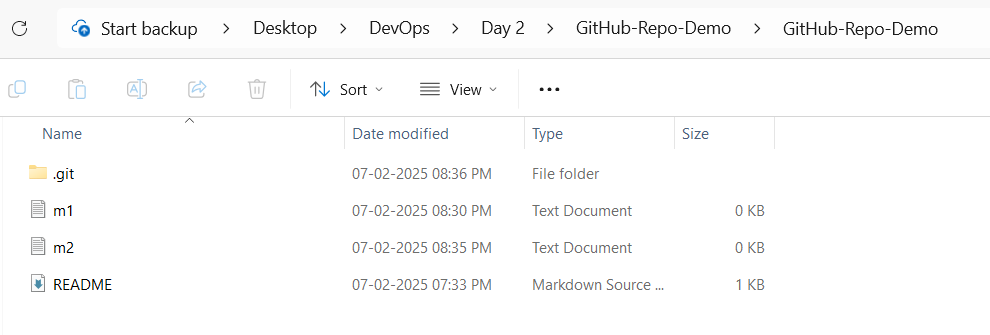 Start backup > Desktop > DevOps > Day 2 > GitHub-Repo-Demo > GitHub-Repo-Demo
Sort View
Name Date modified Type Size
.git 07-02-2025 08:36 PM File folder
m1 07-02-2025 08:30 PM Text Document 0 KB
m2 07-02-2025 08:35 PM Text Document 0 KB
README 07-02-2025 07:33 PM Markdown Source ... 1 KB